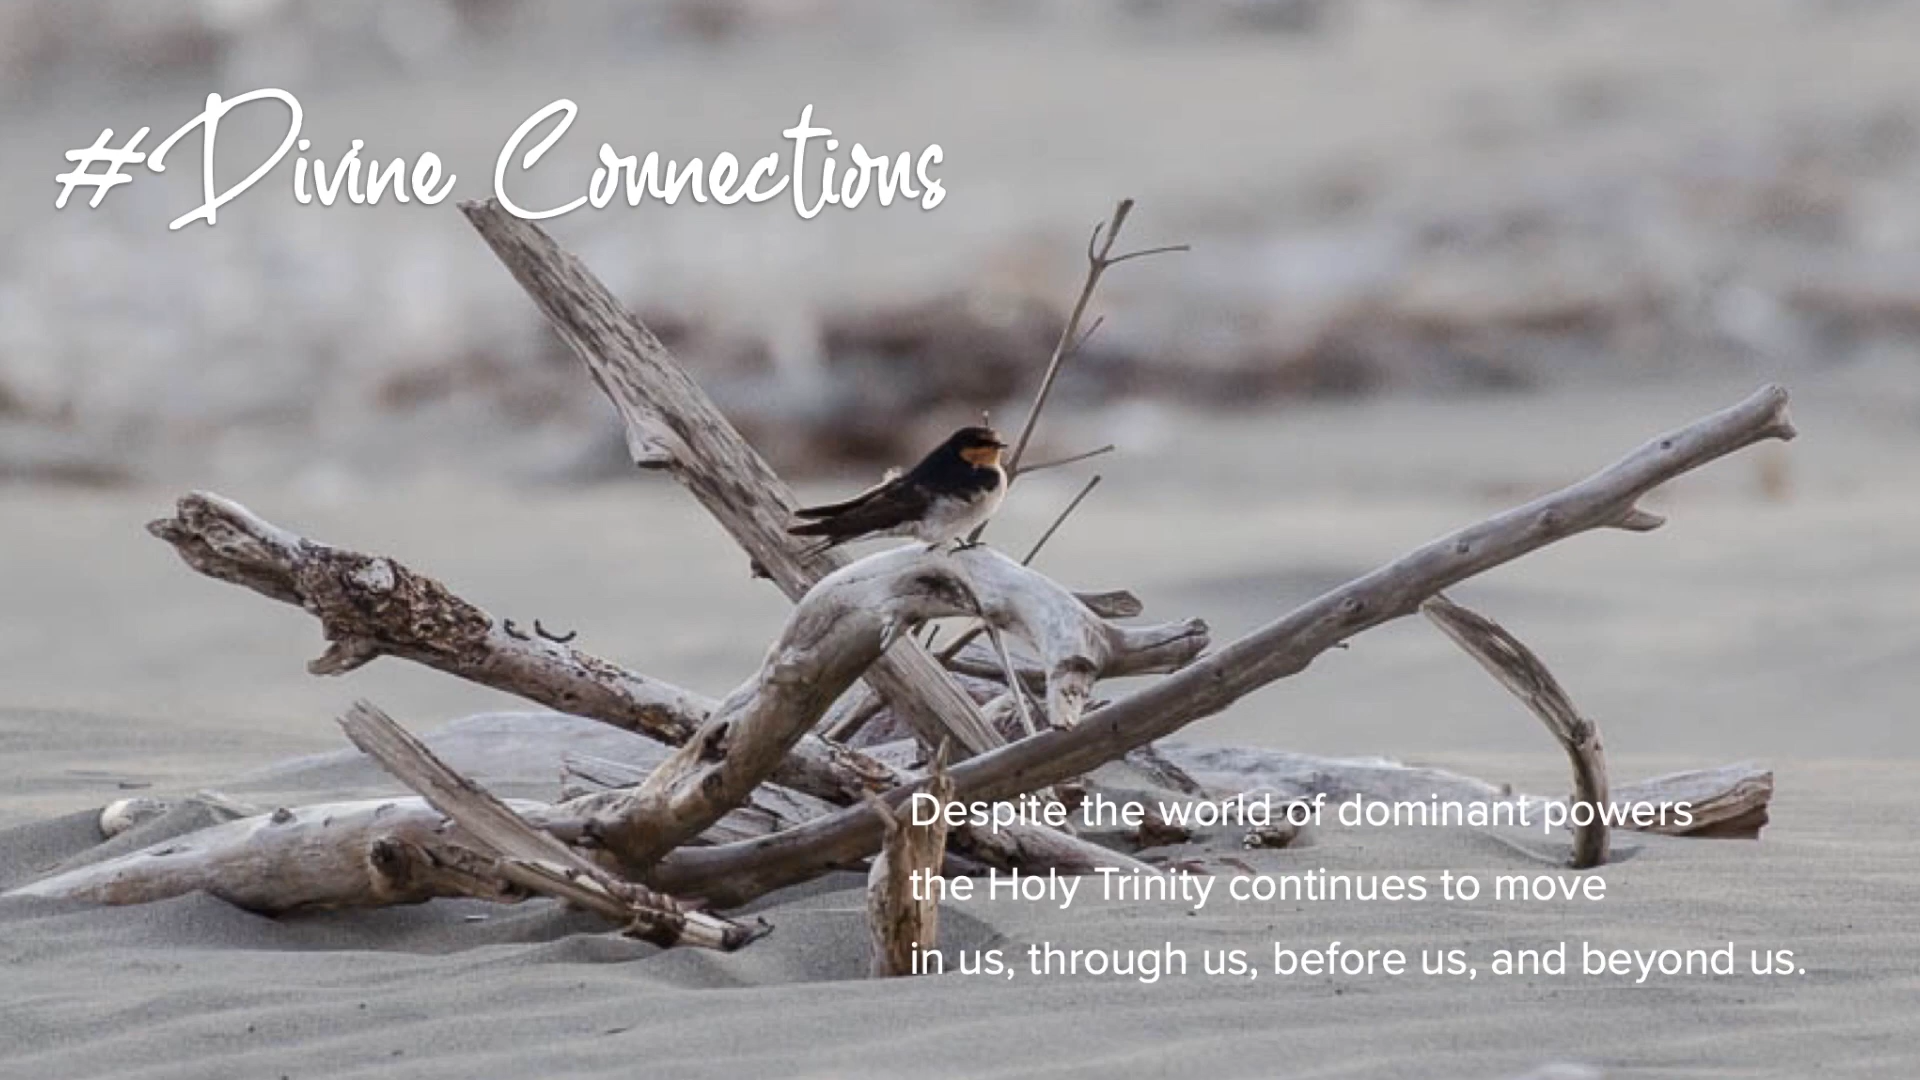 #Divine Connections
Despite the world of dominant powers
the Holy Trinity continues to move
in us, through us, before us, and beyond us.